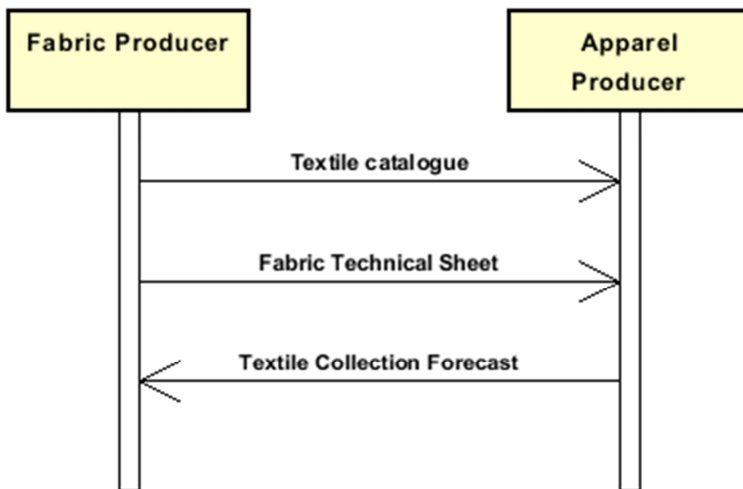 Fabric Producer
Apparel
Producer
Textile catalogue
Fabric Technical Sheet
Textile Collection Forecast